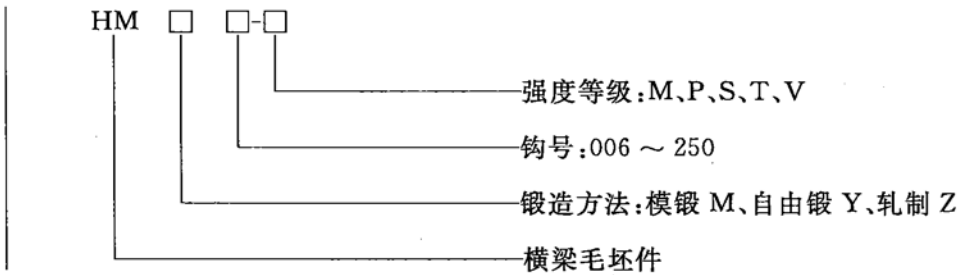 HM □ □-□
强度等级:M、P、S、T、V
钩号:006 ~ 250
锻造方法:模锻 M、自由锻 Y、轧制 Z
横梁毛坯件